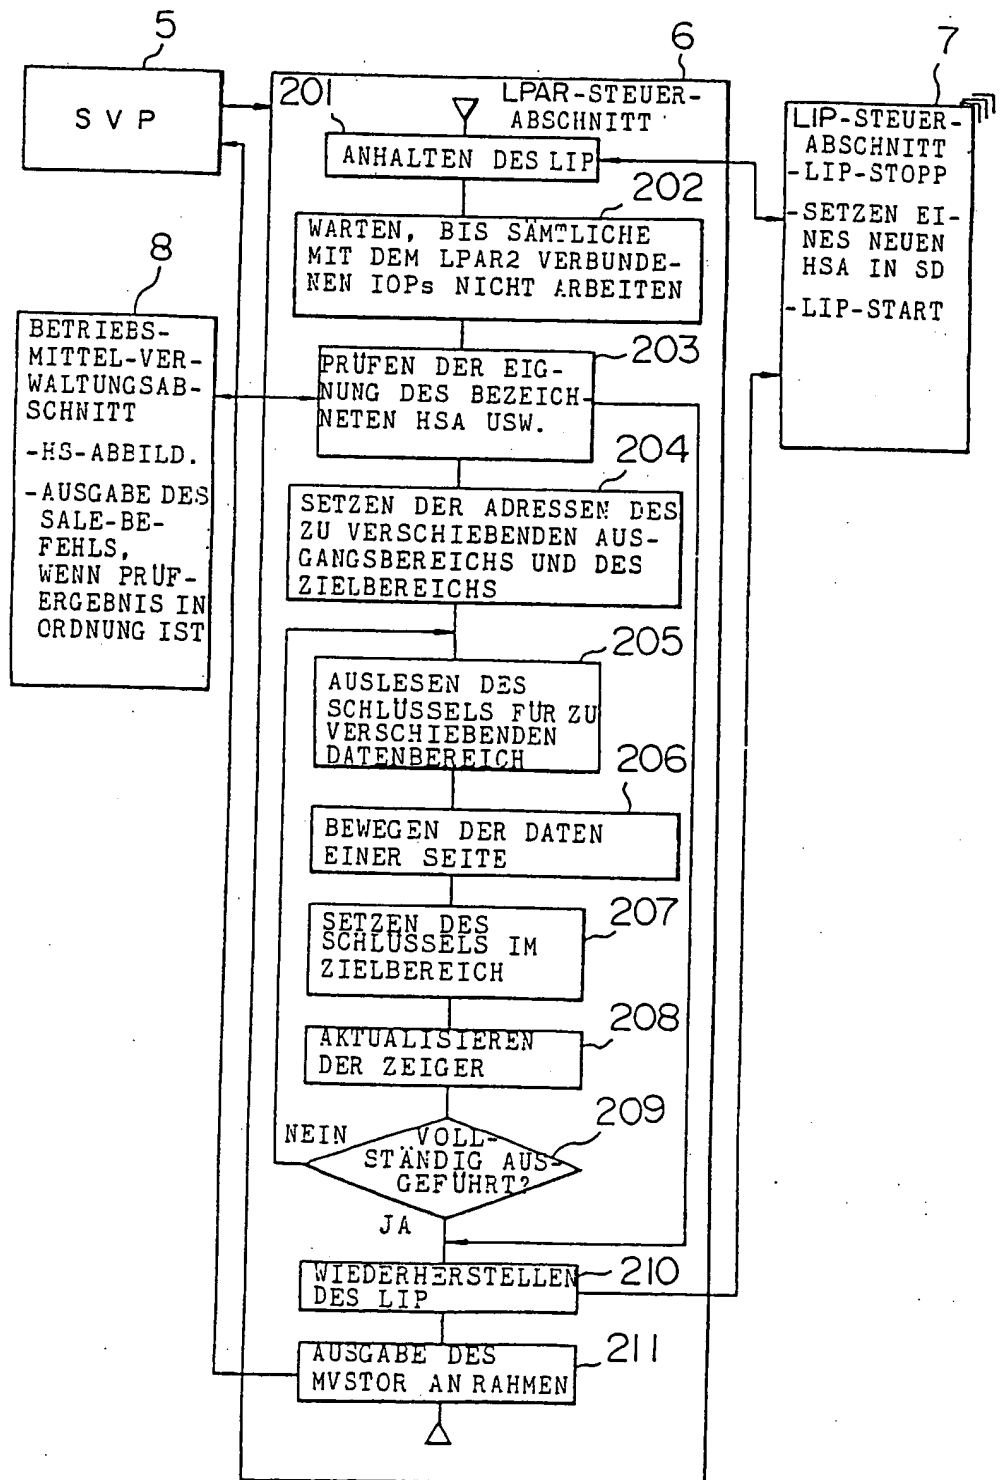 5
SVP
6
LPAR-STEUER-
ABSCHNITT
201
ANHALTEN DES LIP
202
WARTEN, BIS SÄMTLICHE
MIT DEM LPAR2 VERBUNDE-
NEN IOPs NICHT ARBEITEN
203
PRÜFEN DER EIG-
NUNG DES BEZEICH-
NETEN HSA USW.
204
SETZEN DER ADRESSEN DES
ZU VERSCHIEBENDEN AUS-
GANGSBEREICHS UND DES
ZIELBEREICHS
205
AUSLESEN DES
SCHLÜSSELS FÜR ZU
VERSCHIEBENDEN
DATENBEREICH
206
BEWEGEN DER DATEN
EINER SEITE
207
SETZEN DES
SCHLÜSSELS IM
ZIELBEREICH
208
AKTUALISIEREN
DER ZEIGER
209
NEIN
VOLL-
STÄNDIG AUS-
GEFÜHRT?
JA
210
WIEDERHERSTELLEN
DES LIP
211
AUSGABE DES
MVSTOR AN RAHMEN
7
LIP-STEUER-
ABSCHNITT
-LIP-STOPP
-SETZEN EI-
NES NEUEN
HSA IN SD
-LIP-START
8
BETRIEBS-
MITTEL-VER-
WALTUNGSAB-
SCHNITT
-HS-ABBILD.
-AUSGABE DES
SALE-BE-
FEHLS,
WENN PRÜF-
ERGEBNIS IN
ORDNUNG IST